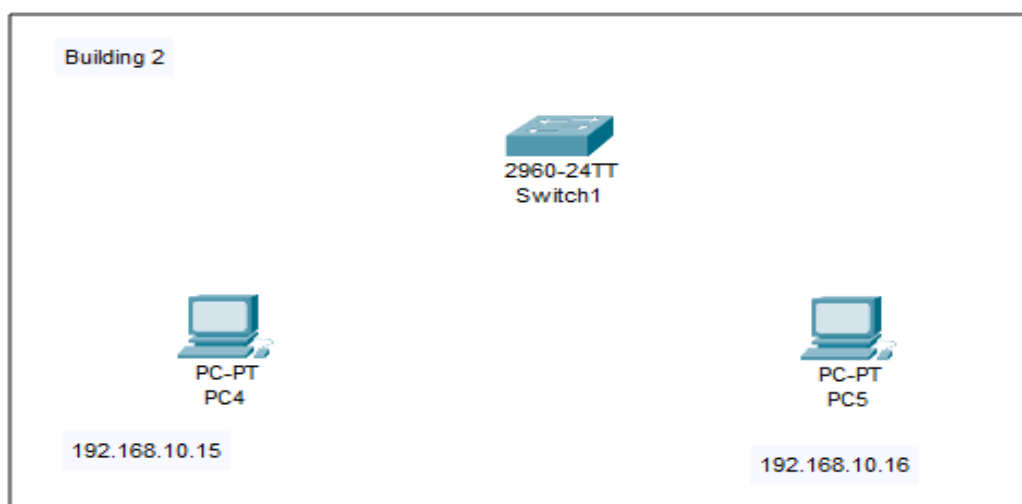 Building 2
2960-24TT
Switch1
PC-PT
PC4
PC-PT
PC5
192.168.10.15
192.168.10.16